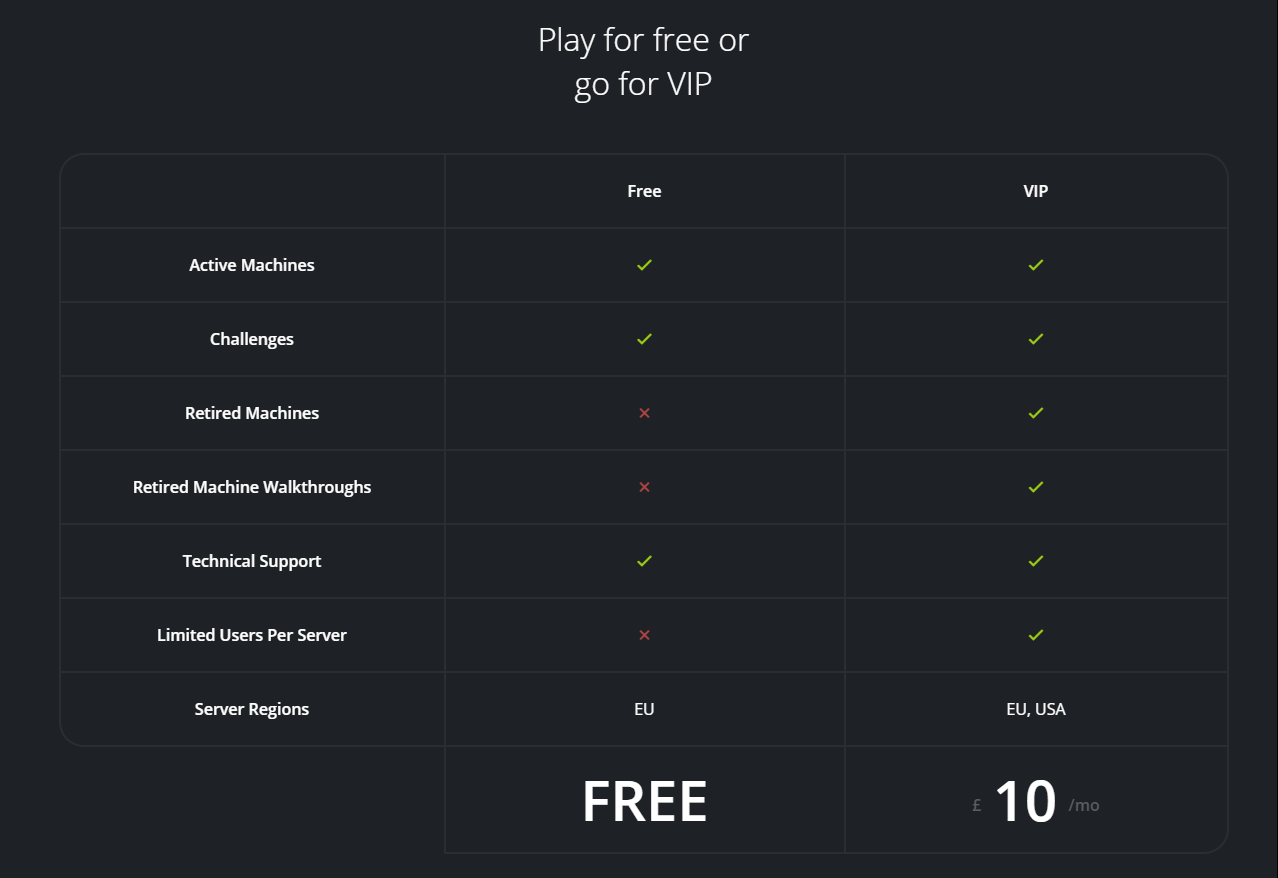 Play for free or
go for VIP
Free VIP
Active Machines
Challenges
Retired Machines
Retired Machine Walkthroughs
Technical Support
Limited Users Per Server
Server Regions EU EU, USA
FREE £ 10 /mo